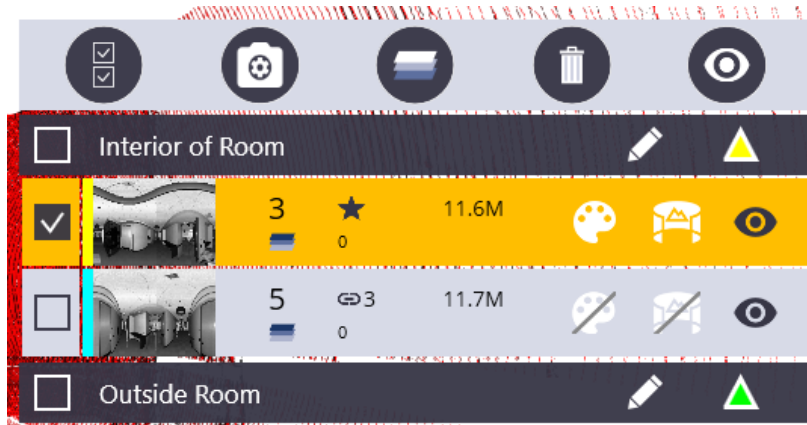 Interior of Room
3 11.6M
0
5 3 11.7M
0
Outside Room